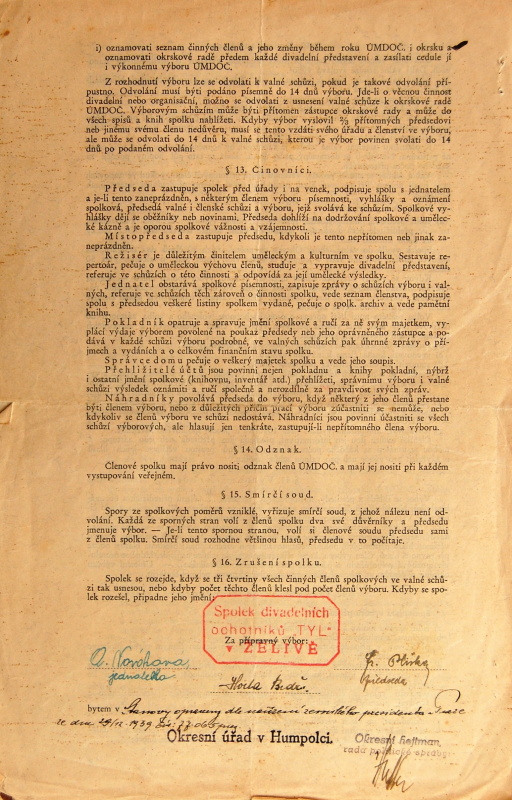 i) oznamovati seznam činných členů a jeho změny během roku ÚMDOČ. i okrsku a
oznamovati okrskové radě předem každé divadelní představení a zasílati cedule jí
i výkonnému výboru ÚMDOČ.
Z rozhodnutí výboru lze se odvolati k valné schůzi, pokud je takové odvolání pří-
pustno. Odvolání musí býti podáno písemně do 14 dnů výboru. Jde-li o věcnou činnost
divadelní nebo organisační, možno se odvolati z usnesení valné schůze k okrskové radě
ÚMDOČ. Výborovým schůzím může býti přítomen zástupce okrskové rady a může do
všech spisů a knih spolku nahlížeti. Kdyby výbor vyslovil ⅔ přítomných předsedovi
neb jinému svému členu nedůvěru, musí se tento vzdáti svého úřadu a členství ve výboru,
ale může se odvolati do 14 dnů k valné schůzi, kterou je výbor povinen svolati do 14
dnů po podaném odvolání.
§ 13. Činovníci.
Předseda zastupuje spolek před úřady i na venek, podpisuje spolu s jednatelem
a je-li tento zaneprázdněn, s některým členem výboru písemnosti, vyhlášky a oznámení
spolková, předsedá valné i členské schůzi a výboru, jejž svolává ke schůzím. Spolkové vy-
hlášky dějí se oběžníky neb novinami. Předseda dohlíží na dodržování spolkové a umělec-
ké kázně a je oporou spolkové vážnosti a vzájemnosti.
Místopředseda zastupuje předsedu, kdykoli je tento nepřítomen neb jinak za-
neprázdněn.
Režisér je důležitým činitelem uměleckým a kulturním ve spolku. Sestavuje re-
pertoár, pečuje o uměleckou výchovu členů, studuje a vypravuje divadelní představení,
referuje ve schůzích o této činnosti a odpovídá za její umělecké výsledky.
Jednatel obstarává spolkové písemnosti, zapisuje zprávy o schůzích výboru i val-
ných, referuje ve schůzích těch zároveň o činnosti spolku, vede seznam členstva, podpisuje
spolu s předsedou veškeré listiny spolkem vydané, pečuje o spolk. archiv a vede pamětní
knihu.
Pokladník opatruje a spravuje jmění spolkové a ručí za ně svým majetkem, vy-
plácí výdaje výborem povolené na poukaz předsedy neb jeho oprávněného zástupce a po-
dává v každé schůzi výboru podrobné, ve valných schůzích pak úhrnné zprávy o pří-
jmech a vydáních a o celkovém finančním stavu spolku.
Správce domu pečuje o veškerý majetek spolku a vede jeho soupis.
Přehližitelé účtů jsou povinni nejen pokladnu a knihy pokladny, nýbrž
i ostatní jmění spolkové (knihovnu, inventář atd.) přehlížeti, správnímu výboru i valné
schůzi výsledek oznámiti a ručí společně a nerozdílně za pravdivost svých zpráv.
Náhradníky povolává předseda do výboru, když některý z jeho členů přestane
býti členem výboru, nebo z důležitých příčin prací výboru zúčastniti se nemůže, nebo
kdykoliv se členů výboru ve schůzi nedostává. Náhradníci jsou povinni účastniti se všech
schůzí výborových, ale hlasují jen tenkráte, zastupují-li nepřítomného člena výboru.
§ 14. Odznak.
Členové spolku mají právo nositi odznak členů ÚMDOČ. a mají jej nositi při každém
vystupování veřejném.
§ 15. Smírčí soud.
Spory ze spolkových poměrů vzniklé, vyřizuje smírčí soud, z jehož nálezu není od-
volání. Každá ze sporných stran volí z členů spolku dva své důvěrníky a předsedu
jmenuje výbor. — Je-li tento spornou stranou, volí si členové soudu předsedu sami
z členů spolku. Smírčí soud rozhodne většinou hlasů, předsedu v to počítaje.
§ 16. Zrušení spolku.
Spolek se rozejde, když se tři čtvrtiny všech činných členů spolkových ve valné schů-
zi tak usnesou, nebo kdyby počet těchto členů klesl pod počet členů výboru. Kdyby se spo-
lek rozešel, připadne jeho jmění
Spolek divadelních
ochotníků "TYL"
v ŽELIVĚ
Za přípravný výbor:
jednatelka
předseda
bytem v
Stanovy upraveny dle nařízení zemského presidenta v Praze
ze dne
Okresní úřad v Humpolci.
Okresní hejtman,
rada politické správy